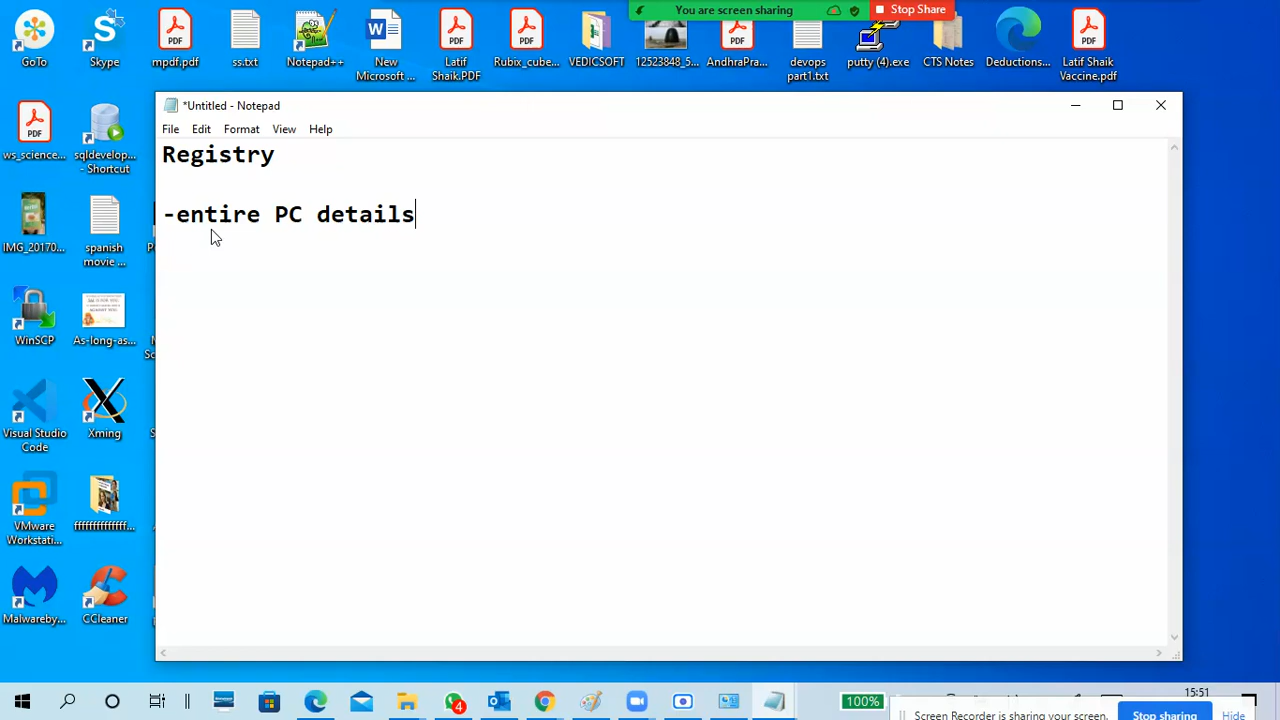 You are screen sharing
Stop Share
GoTo
Skype
mpdf.pdf
ss.txt
Notepad++
New
Microsoft ...
Latif
Shaik.PDF
Rubix_cube...
VEDICSOFT
12523848_5...
AndhraPra...
devops
part1.txt
putty (4).exe
CTS Notes
Deductions...
Latif Shaik
Vaccine.pdf
*Untitled - Notepad
File Edit Format View Help
Registry
-entire PC details
ws_science...
sqldevelop...
- Shortcut
IMG_20170...
spanish
movie ...
WinSCP
As-long-as...
Visual Studio
Code
Xming
VMware
Workstati...
ffffffffffffff...
Malwareby...
CCleaner
4
100%
15:51
Screen Recorder is sharing your screen.
Stop sharing
Hide